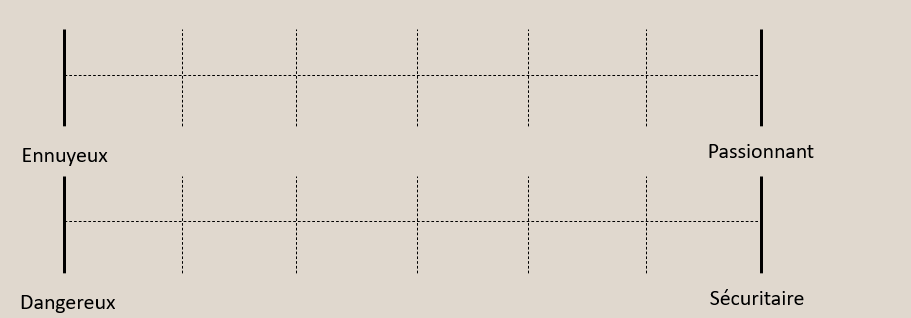 Ennuyeux
Passionnant
Dangereux
Sécuritaire